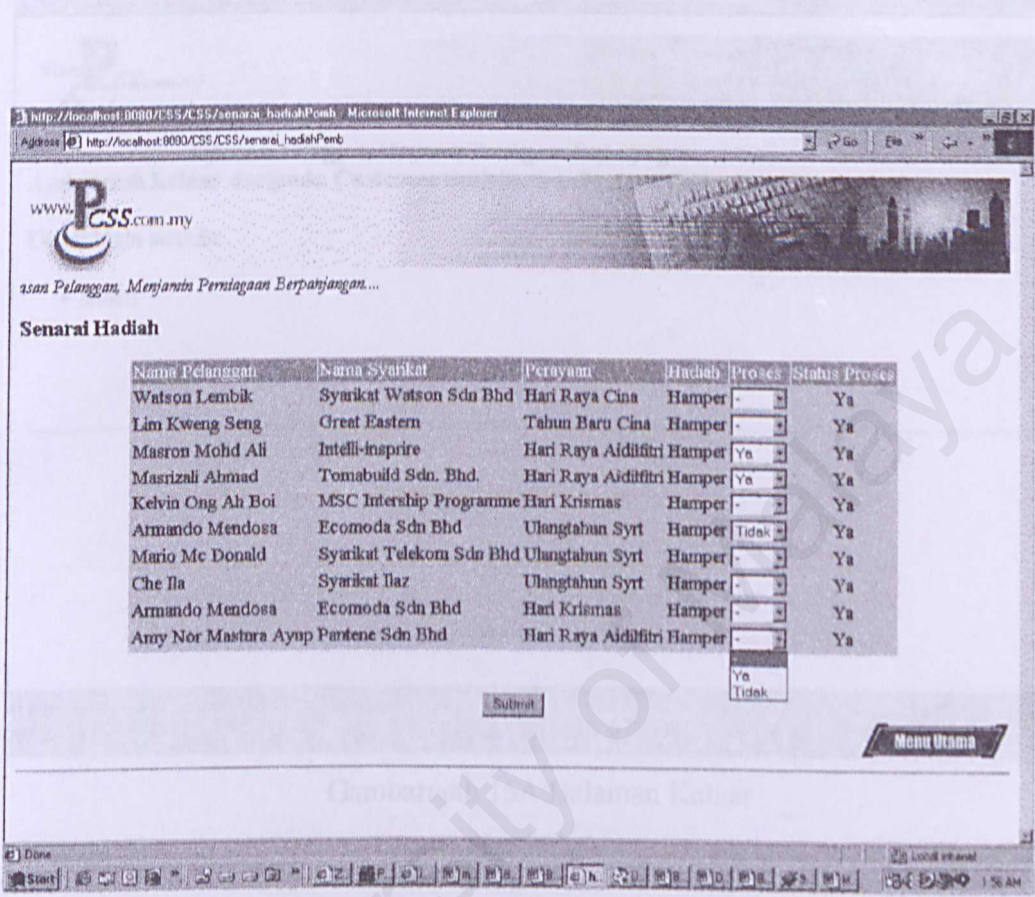 http://localhost:8080/CSS/CSS/senarai_hadiahPemb - Microsoft Internet Explorer
Address http://localhost:8080/CSS/CSS/senarai_hadiahPemb Go
www.PCSS.com.my
asan Pelanggan, Menjamin Perniagaan Berpanjangan....
Senarai Hadiah
Nama Pelanggan Nama Syarikat Perayaan Hadiah Proses Status Proses
Watson Lembik Syarikat Watson Sdn Bhd Hari Raya Cina Hamper - Ya
Lim Kweng Seng Great Eastern Tahun Baru Cina Hamper - Ya
Masron Mohd Ali Intelli-insprire Hari Raya Aidilfitri Hamper Ya Ya
Masrizali Ahmad Tomabuild Sdn. Bhd. Hari Raya Aidilfitri Hamper Ya Ya
Kelvin Ong Ah Boi MSC Intership Programme Hari Krismas Hamper - Ya
Armando Mendosa Ecomoda Sdn Bhd Ulangtahun Syrt Hamper Tidak Ya
Mario Mc Donald Syarikat Telekom Sdn Bhd Ulangtahun Syrt Hamper - Ya
Che Ila Syarikat Ilaz Ulangtahun Syrt Hamper - Ya
Armando Mendosa Ecomoda Sdn Bhd Hari Krismas Hamper - Ya
Amy Nor Mastura Ayup Pantene Sdn Bhd Hari Raya Aidilfitri Hamper - Ya
Ya
Tidak
Submit
Menu Utama
Halaman Keluar
Done Local intranet
Start 1:56 AM